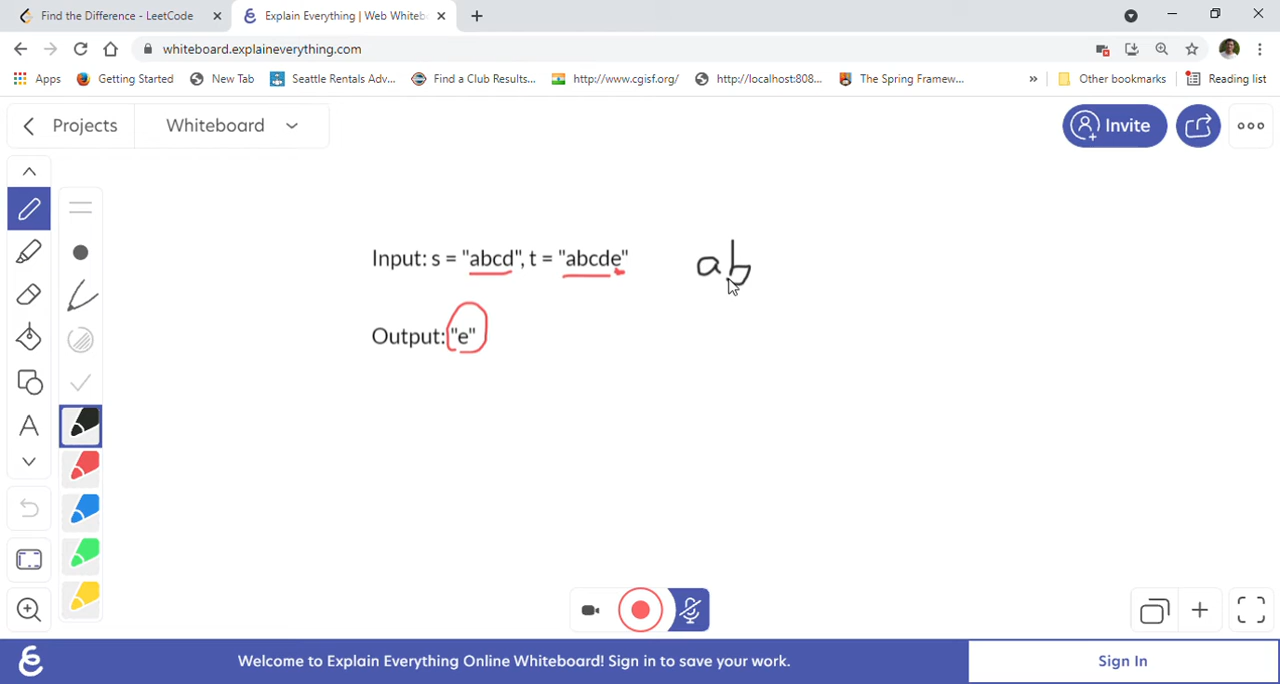 Find the Difference - LeetCode
Explain Everything | Web Whiteb
whiteboard.explaineverything.com
Apps Getting Started New Tab Seattle Rentals Adv... Find a Club Results... http://www.cgisf.org/ http://localhost:808... The Spring Framew... » Other bookmarks Reading list
Projects Whiteboard Invite
Input: s = "abcd", t = "abcde" ab
Output: "e"
A
Welcome to Explain Everything Online Whiteboard! Sign in to save your work. Sign In